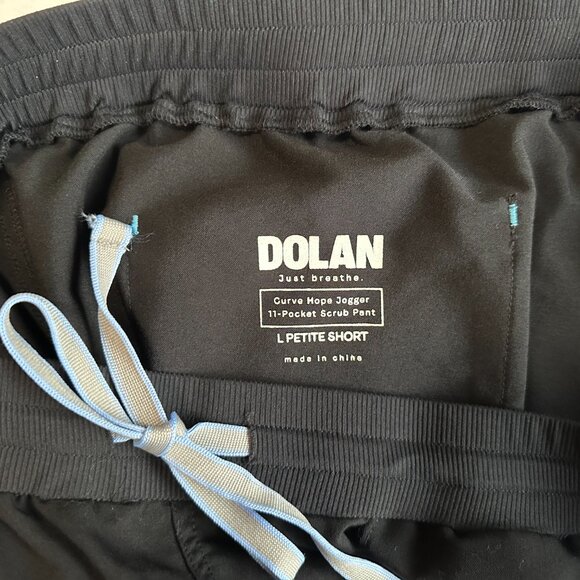 DOLAN
Just breathe.
Curve Hope Jogger
11-Pocket Scrub Pant
L PETITE SHORT
made in china